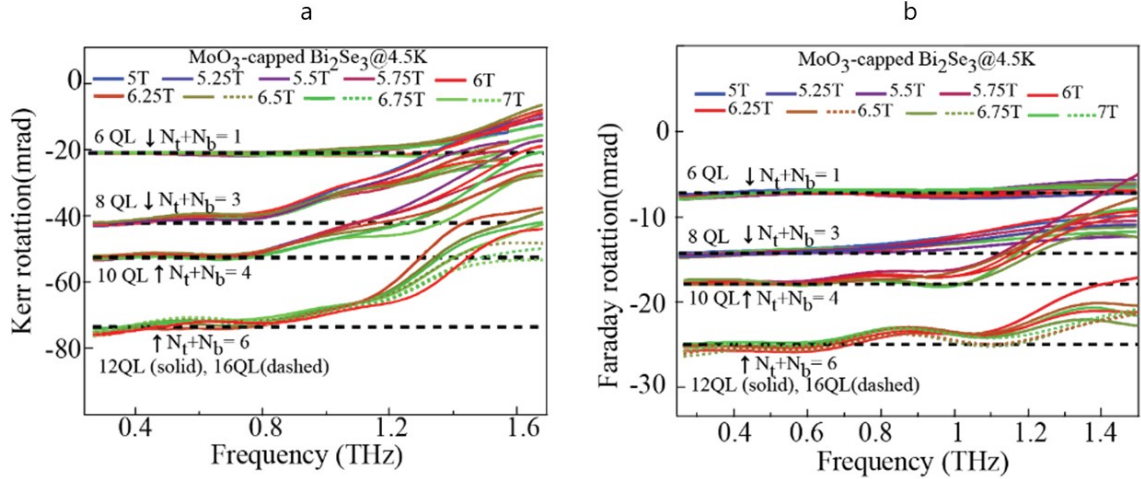 a
MoO3-capped Bi2Se3@4.5K
5T 5.25T 5.5T 5.75T 6T
6.25T 6.5T 6.75T 7T
6 QL ↓ Nt+Nb= 1
8 QL ↓ Nt+Nb= 3
10 QL ↑ Nt+Nb= 4
↑ Nt+Nb= 6
12QL (solid), 16QL(dashed)
Kerr rotattion(mrad)
0
-20
-40
-60
-80
0.4 0.8 1.2 1.6
Frequency (THz)
b
MoO3-capped Bi2Se3@4.5K
5T 5.25T 5.5T 5.75T 6T
6.25T 6.5T 6.75T 7T
6 QL ↓ Nt+Nb= 1
8 QL ↓ Nt+Nb= 3
10 QL ↑ Nt+Nb= 4
↑ Nt+Nb= 6
12QL (solid), 16QL(dashed)
Faraday rotation(mrad)
0
-10
-20
-30
0.4 0.6 0.8 1 1.2 1.4
Frequency (THz)